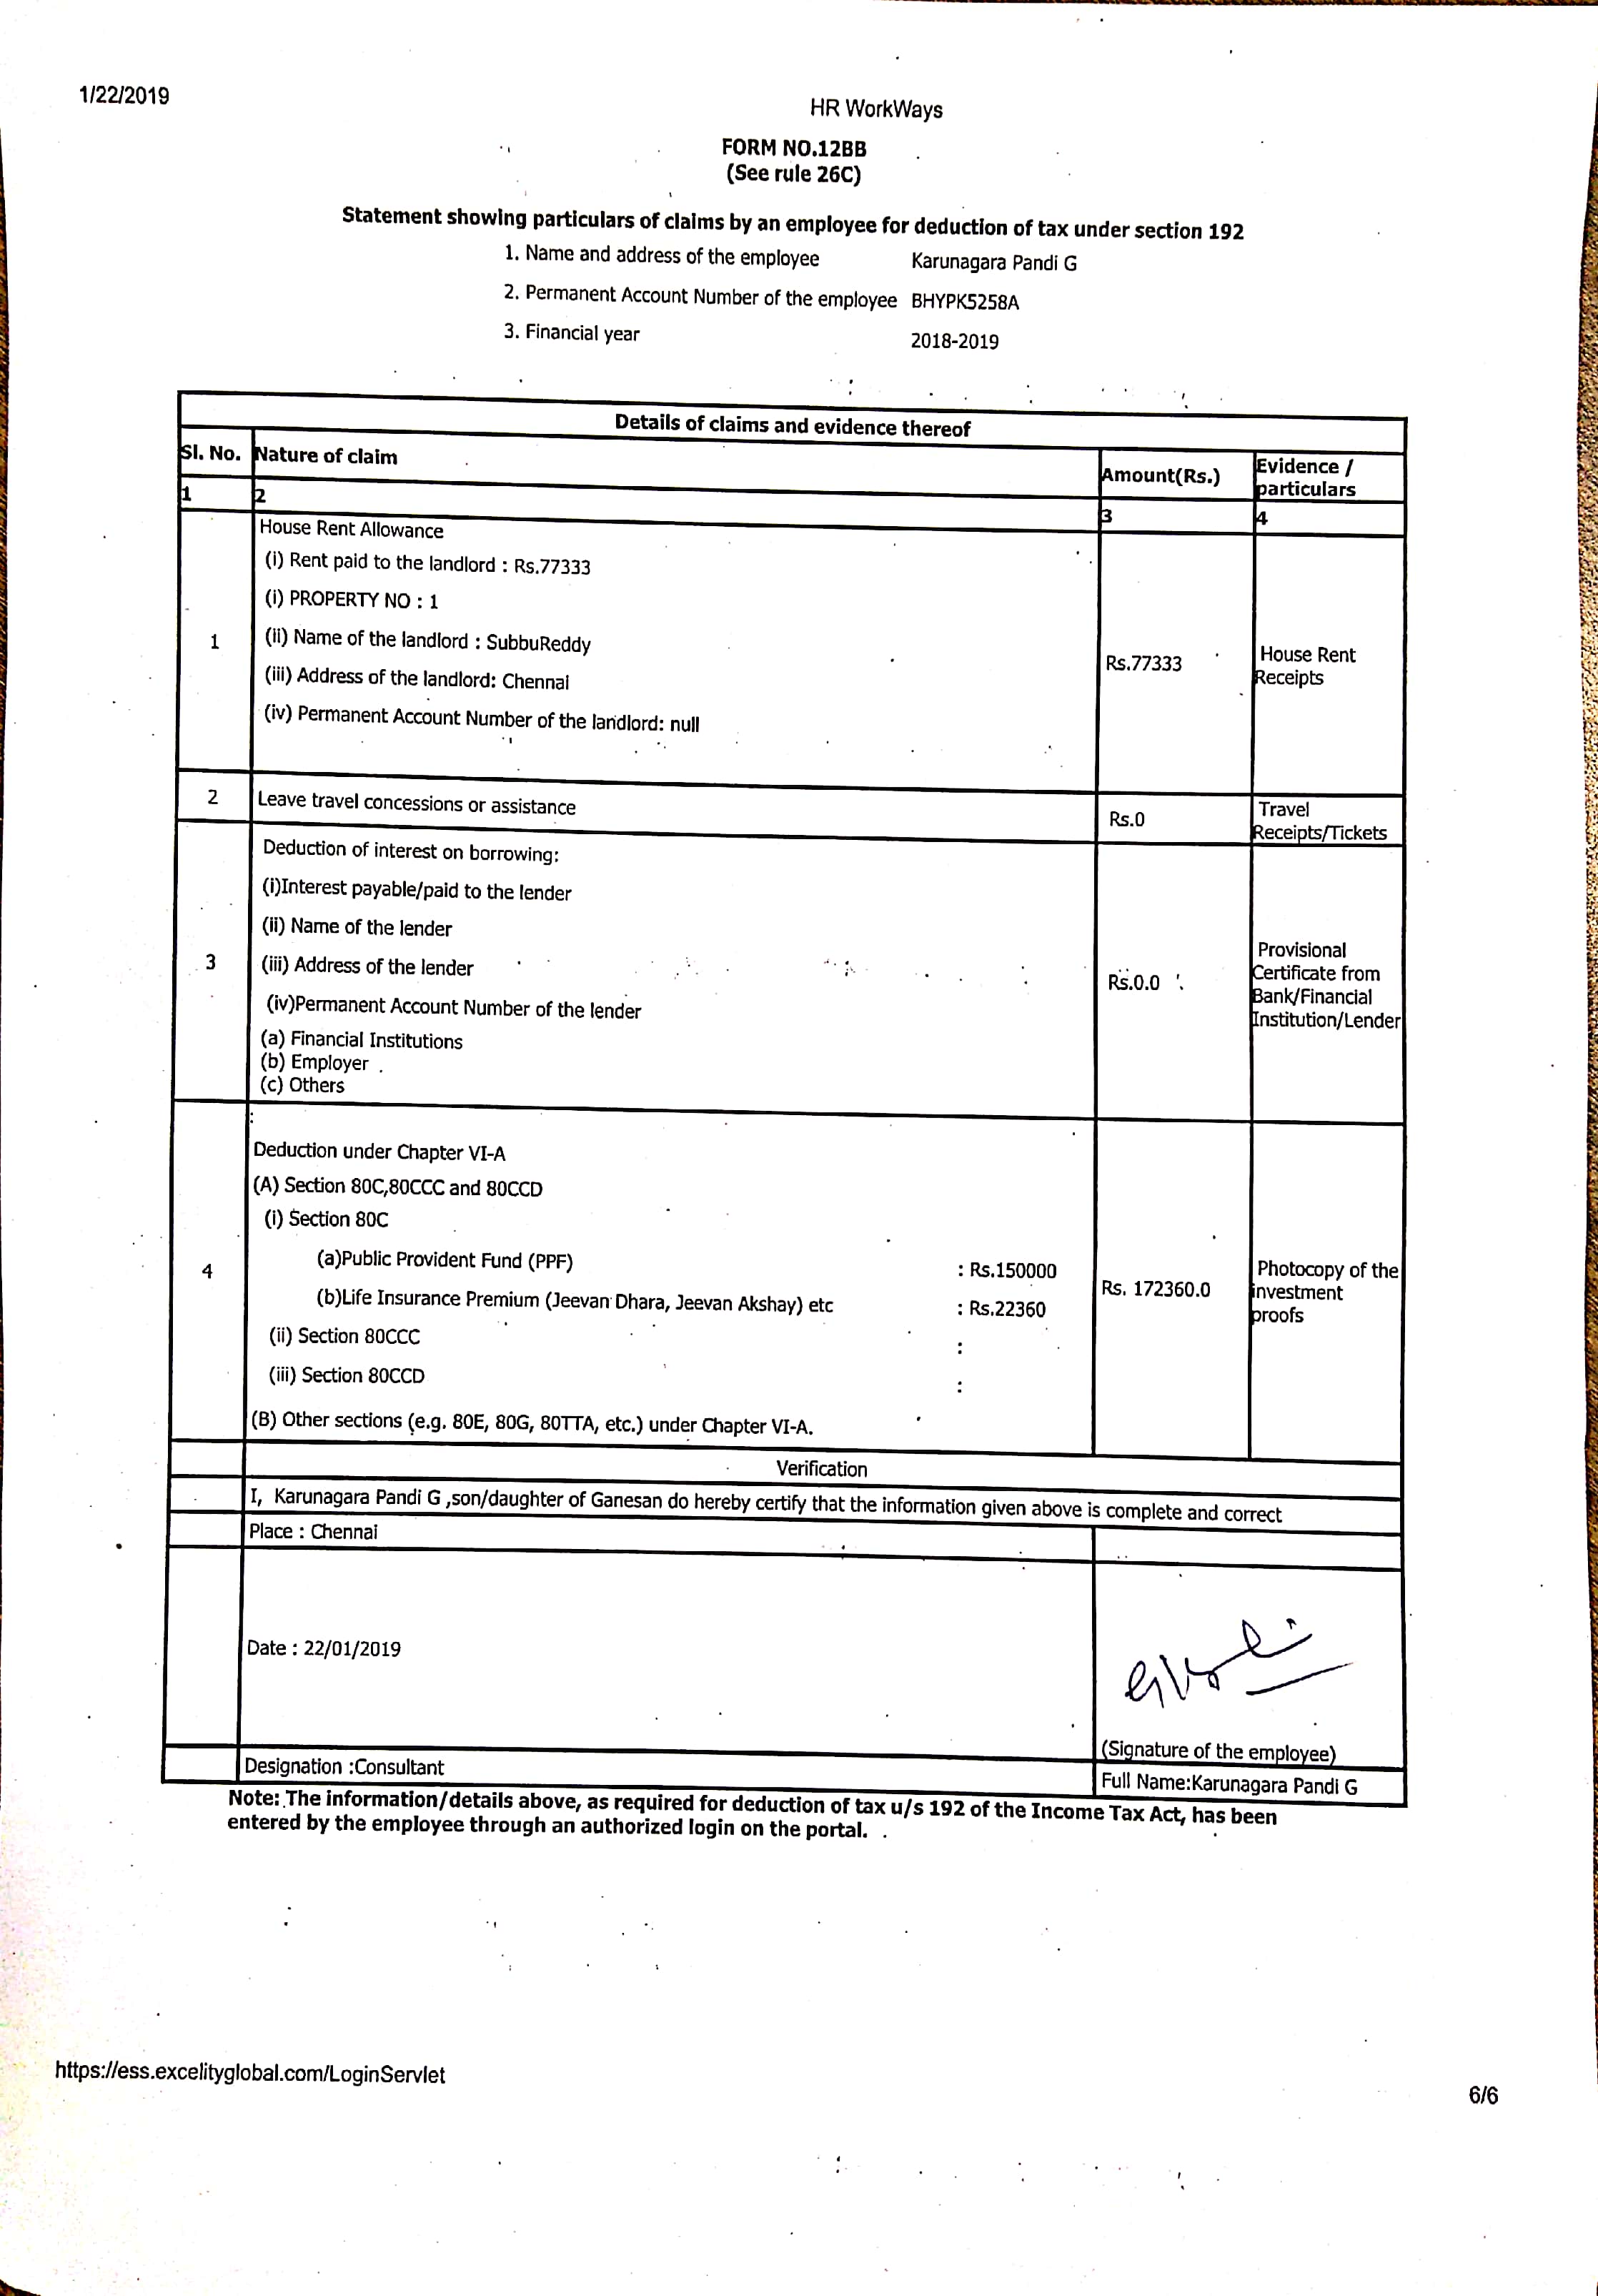 1/22/2019
HR WorkWays
FORM NO.12BB
(See rule 26C)
Statement showing particulars of claims by an employee for deduction of tax under section 192
1. Name and address of the employee Karunagara Pandi G
2. Permanent Account Number of the employee BHYPK5258A
3. Financial year 2018-2019
Details of claims and evidence thereof
Sl. No. Nature of claim Amount(Rs.) Evidence /
particulars
1 2 3 4
House Rent Allowance
(i) Rent paid to the landlord : Rs.77333
(i) PROPERTY NO : 1
1 (ii) Name of the landlord : SubbuReddy Rs.77333 House Rent
Receipts
(iii) Address of the landlord: Chennai
(iv) Permanent Account Number of the landlord: null
2 Leave travel concessions or assistance Rs.0 Travel
Receipts/Tickets
Deduction of interest on borrowing:
(i)Interest payable/paid to the lender
(ii) Name of the lender
3 (iii) Address of the lender Rs.0.0 Provisional
Certificate from
Bank/Financial
Institution/Lender
(iv)Permanent Account Number of the lender
(a) Financial Institutions
(b) Employer
(c) Others
:
Deduction under Chapter VI-A
(A) Section 80C,80CCC and 80CCD
(i) Section 80C
4 (a)Public Provident Fund (PPF) : Rs.150000 Rs. 172360.0 Photocopy of the
investment
proofs
(b)Life Insurance Premium (Jeevan Dhara, Jeevan Akshay) etc : Rs.22360
(ii) Section 80CCC :
(iii) Section 80CCD :
(B) Other sections (e.g. 80E, 80G, 80TTA, etc.) under Chapter VI-A.
Verification
I, Karunagara Pandi G ,son/daughter of Ganesan do hereby certify that the information given above is complete and correct
Place : Chennai
Date : 22/01/2019
(Signature of the employee)
Designation :Consultant Full Name:Karunagara Pandi G
Note: The information/details above, as required for deduction of tax u/s 192 of the Income Tax Act, has been
entered by the employee through an authorized login on the portal.
https://ess.excelityglobal.com/LoginServlet
6/6